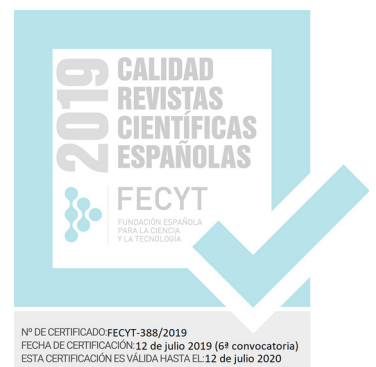 2019
CALIDAD
REVISTAS
CIENTÍFICAS
ESPAÑOLAS
FECYT
FUNDACIÓN ESPAÑOLA
PARA LA CIENCIA
Y LA TECNOLOGÍA
Nº DE CERTIFICADO:FECYT-388/2019
FECHA DE CERTIFICACIÓN:12 de julio 2019 (6ª convocatoria)
ESTA CERTIFICACIÓN ES VÁLIDA HASTA EL:12 de julio 2020